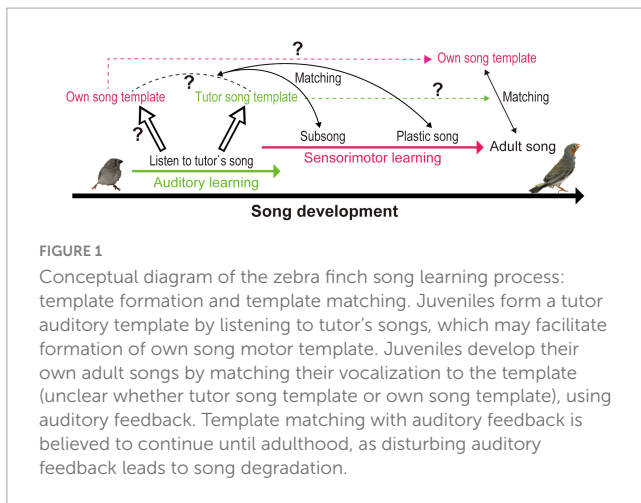 ?
Own song template
?
Matching
?
Own song template
Tutor song template
Matching
?
Subsong
Plastic song
Adult song
Listen to tutor`s song
Sensorimotor learning
Auditory learning
Song development
FIGURE 1
Conceptual diagram of the zebra finch song learning process:
template formation and template matching. Juveniles form a tutor
auditory template by listening to tutor’s songs, which may facilitate
formation of own song motor template. Juveniles develop their
own adult songs by matching their vocalization to the template
(unclear whether tutor song template or own song template), using
auditory feedback. Template matching with auditory feedback is
believed to continue until adulthood, as disturbing auditory
feedback leads to song degradation.